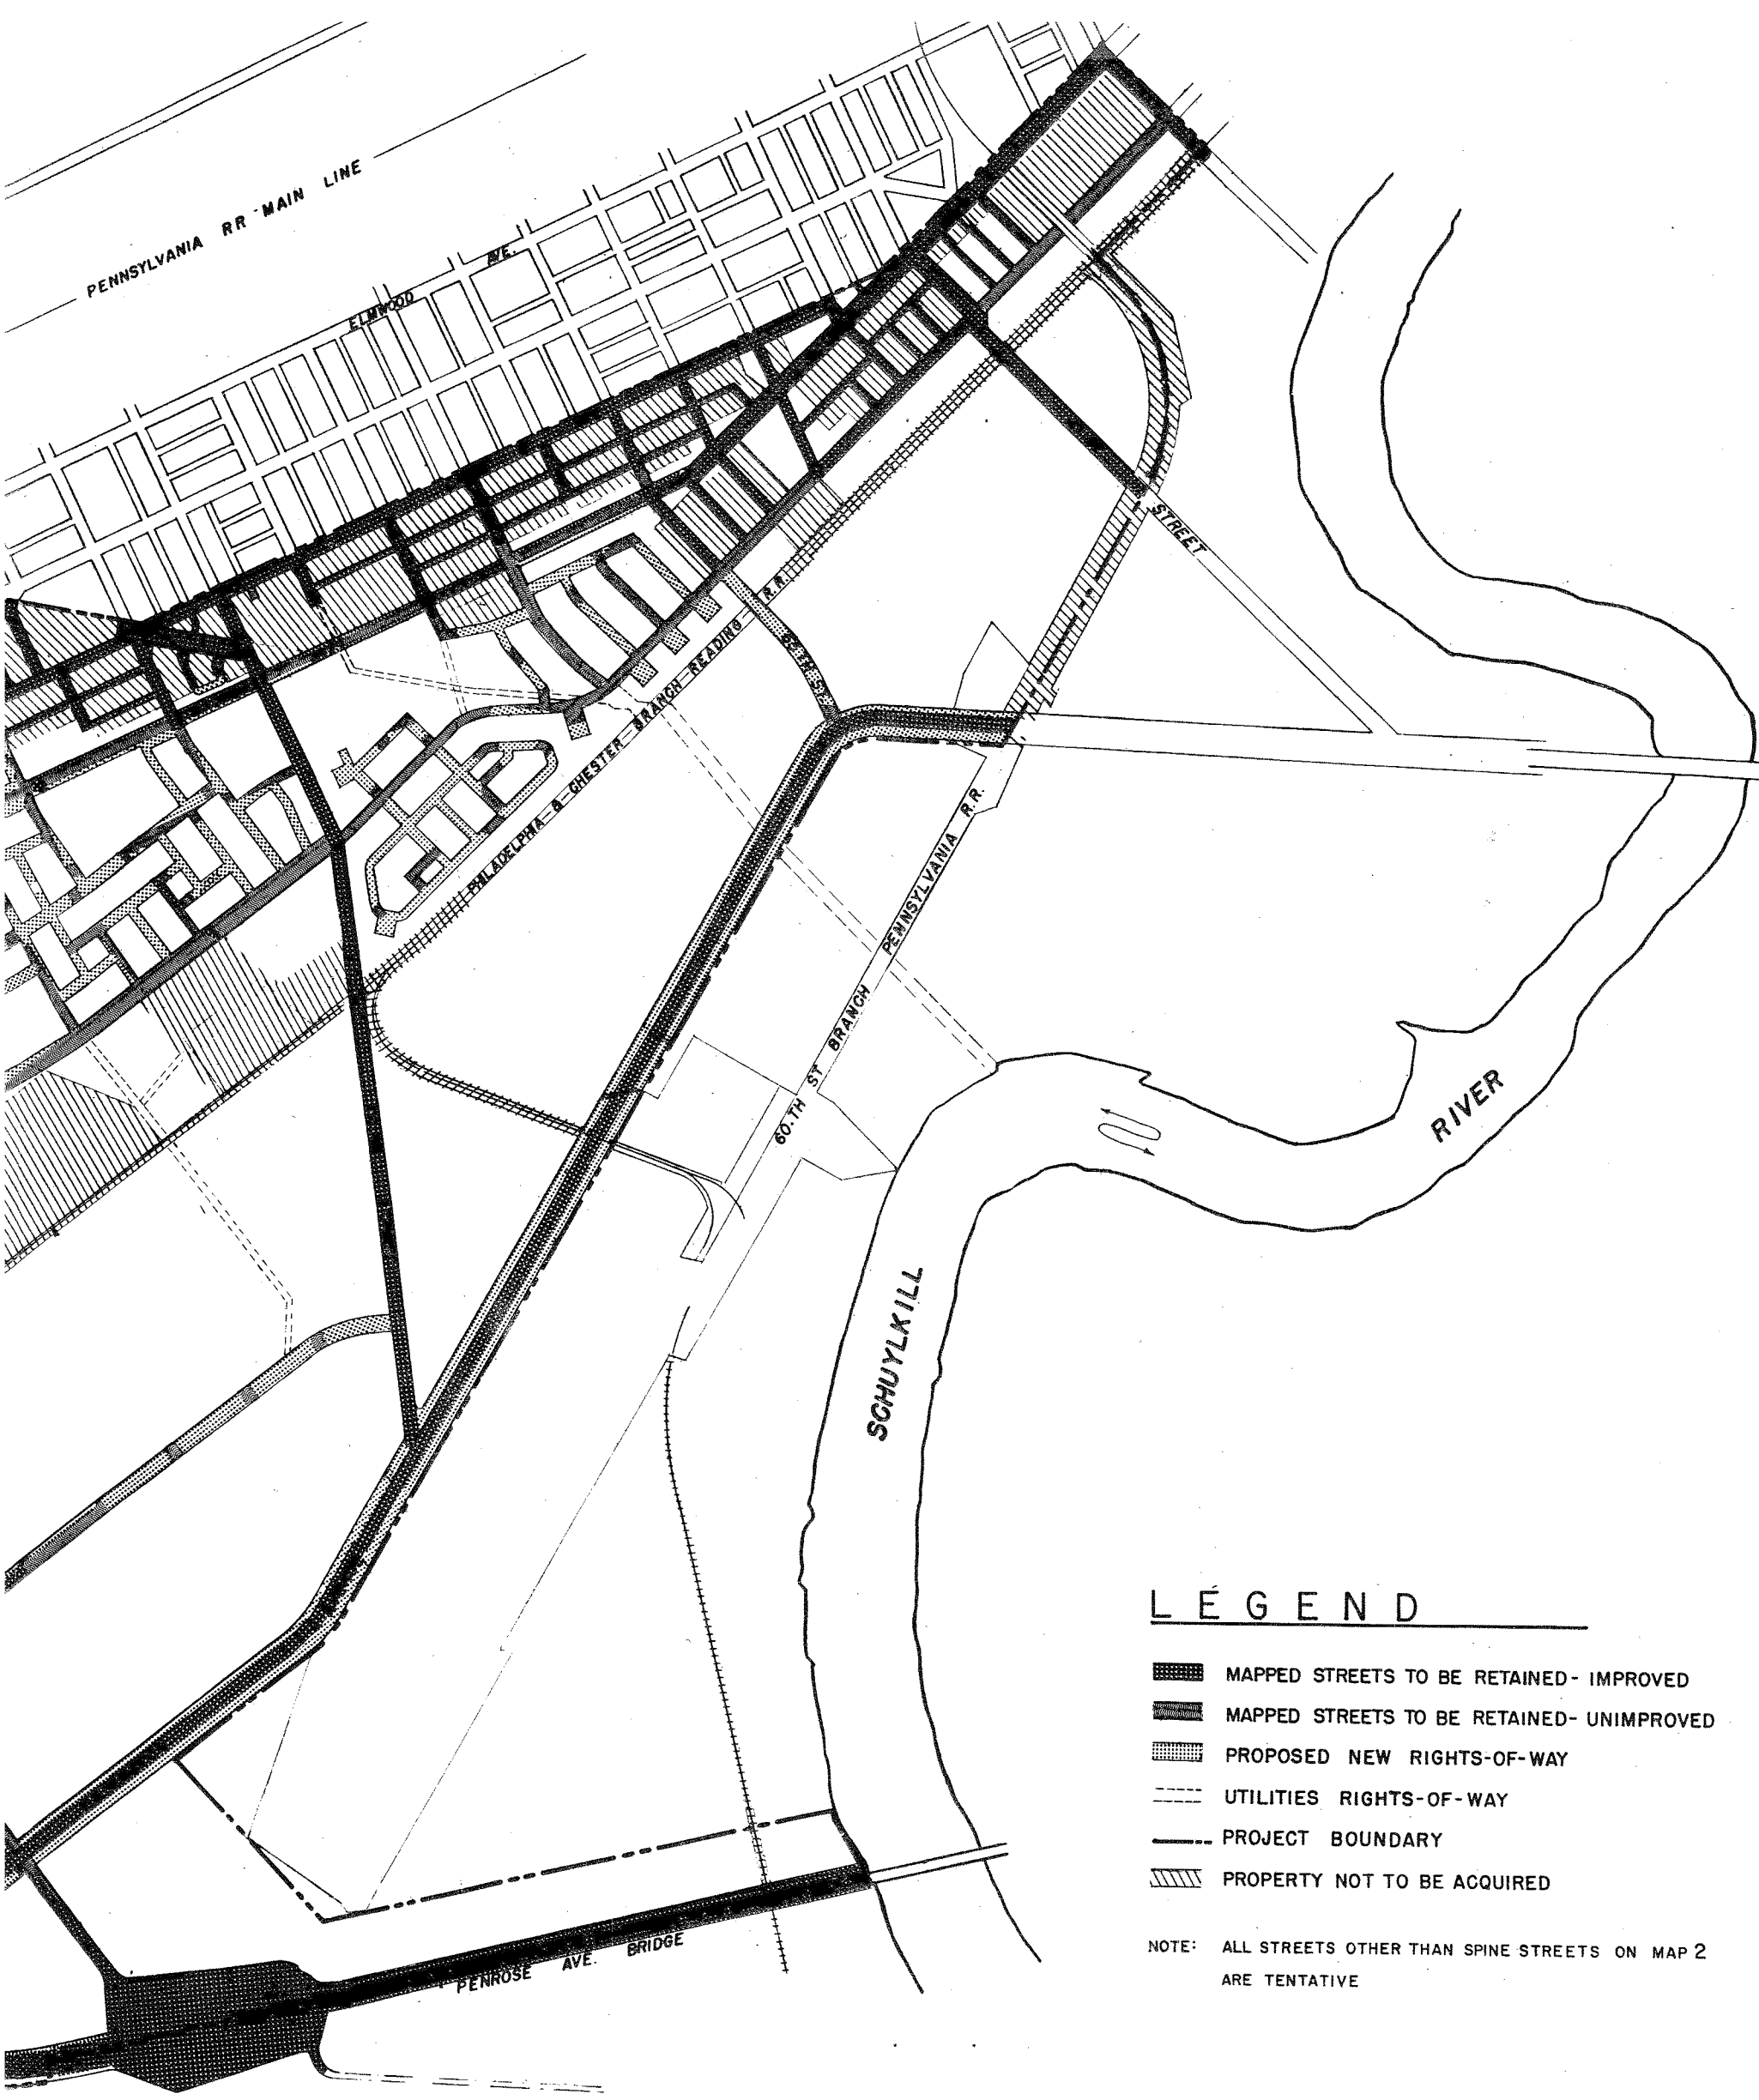 PENNSYLVANIA RR - MAIN LINE
ELMWOOD AVE.
STREET
65TH ST.
PHILADELPHIA & CHESTER BRANCH READING R.R.
60.TH ST BRANCH PENNSYLVANIA R.R.
RIVER
SCHUYLKILL
LEGEND
MAPPED STREETS TO BE RETAINED- IMPROVED
MAPPED STREETS TO BE RETAINED- UNIMPROVED
PROPOSED NEW RIGHTS-OF-WAY
UTILITIES RIGHTS-OF-WAY
PROJECT BOUNDARY
PROPERTY NOT TO BE ACQUIRED
NOTE: ALL STREETS OTHER THAN SPINE STREETS ON MAP 2
ARE TENTATIVE
PENROSE AVE. BRIDGE